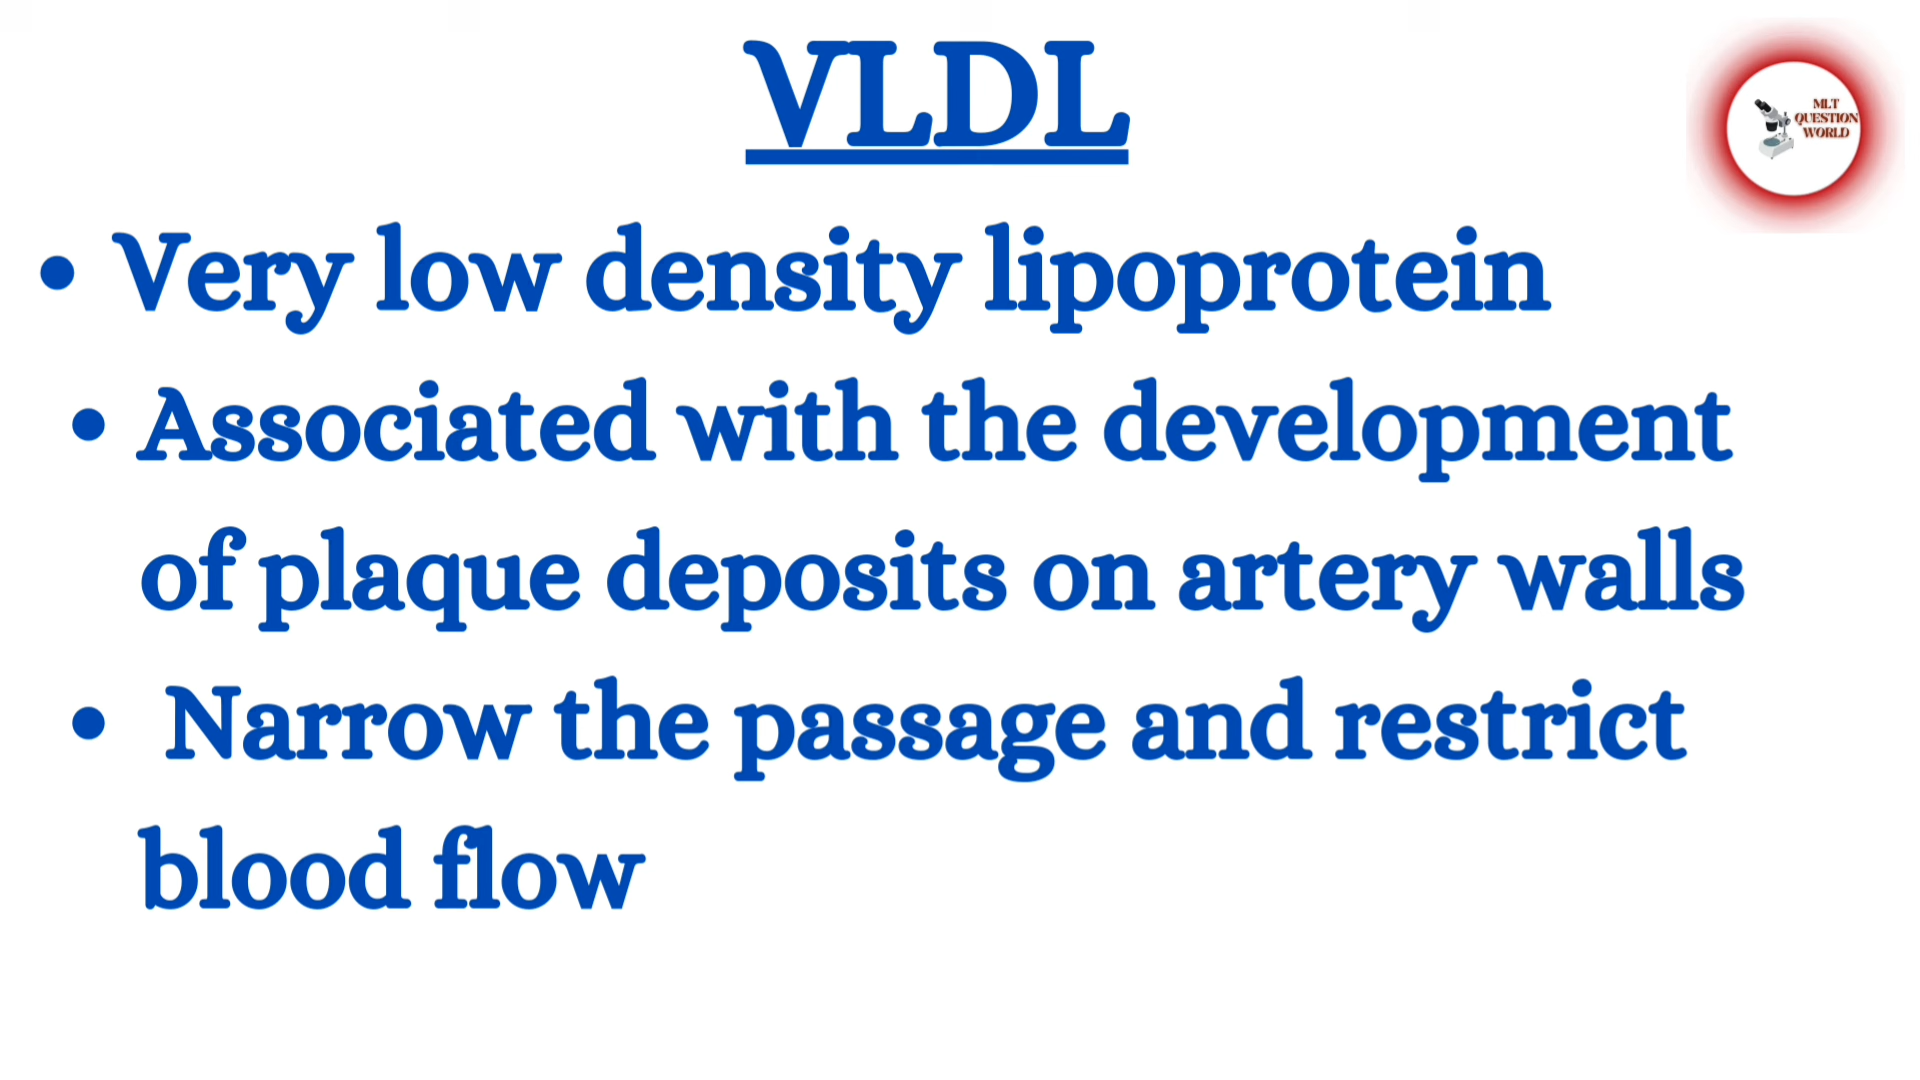 VLDL
MLT
QUESTION
WORLD
• Very low density lipoprotein
• Associated with the development
of plaque deposits on artery walls
• Narrow the passage and restrict
blood flow